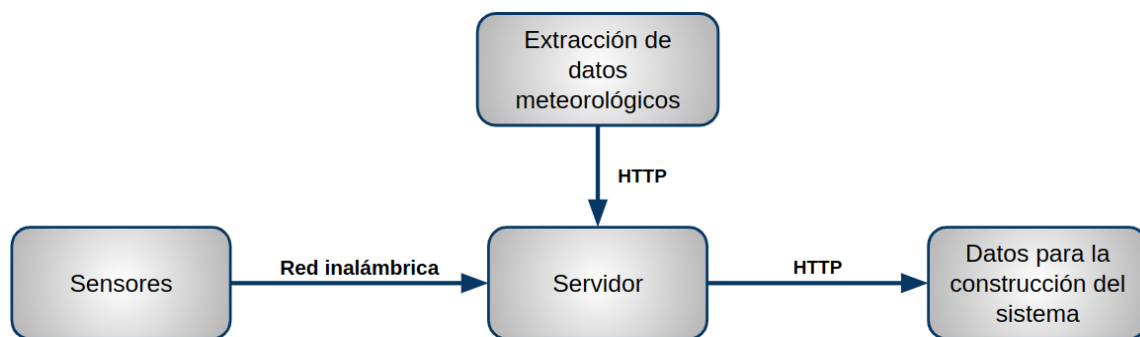 Extracción de
datos
meteorológicos
HTTP
Sensores
Red inalámbrica
Servidor
HTTP
Datos para la
construcción del
sistema